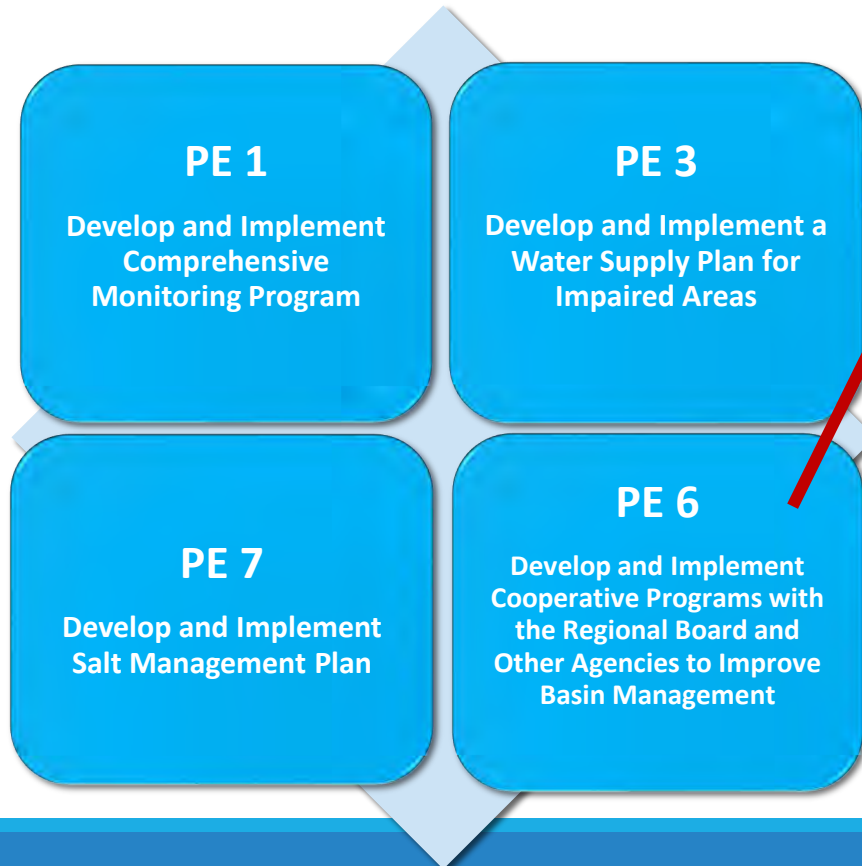 PE 1
Develop and Implement
Comprehensive
Monitoring Program
PE 3
Develop and Implement a
Water Supply Plan for
Impaired Areas
PE 7
Develop and Implement
Salt Management Plan
PE 6
Develop and Implement
Cooperative Programs with
the Regional Board and
Other Agencies to Improve
Basin Management